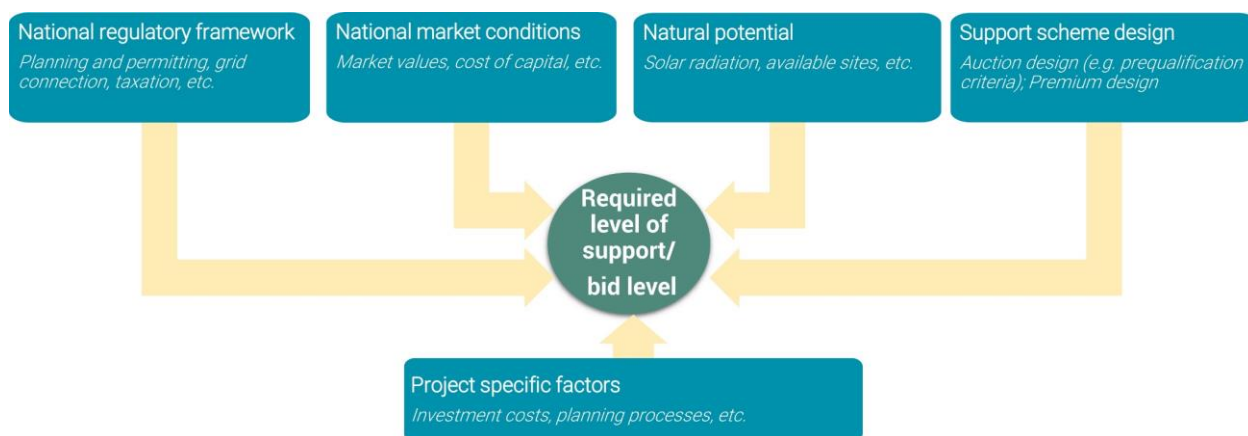 National regulatory framework
Planning and permitting, grid
connection, taxation, etc.
National market conditions
Market values, cost of capital, etc.
Natural potential
Solar radiation, available sites, etc.
Support scheme design
Auction design (e.g. prequalification
criteria); Premium design
Required
level of
support/
bid level
Project specific factors
Investment costs, planning processes, etc.